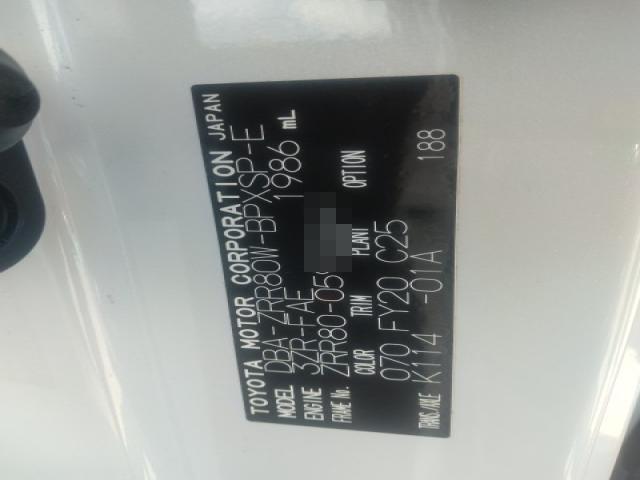 TOYOTA MOTOR CORPORATION JAPAN
MODEL DBA-ZRR80W-BPXSP-E
ENGINE 3ZR-FAE 1986 mL
FRAME No. ZRR80-059
COLOR TRIM PLANT OPTION
070 FY20 C25 188
TRANS/AXLE K114 -01A